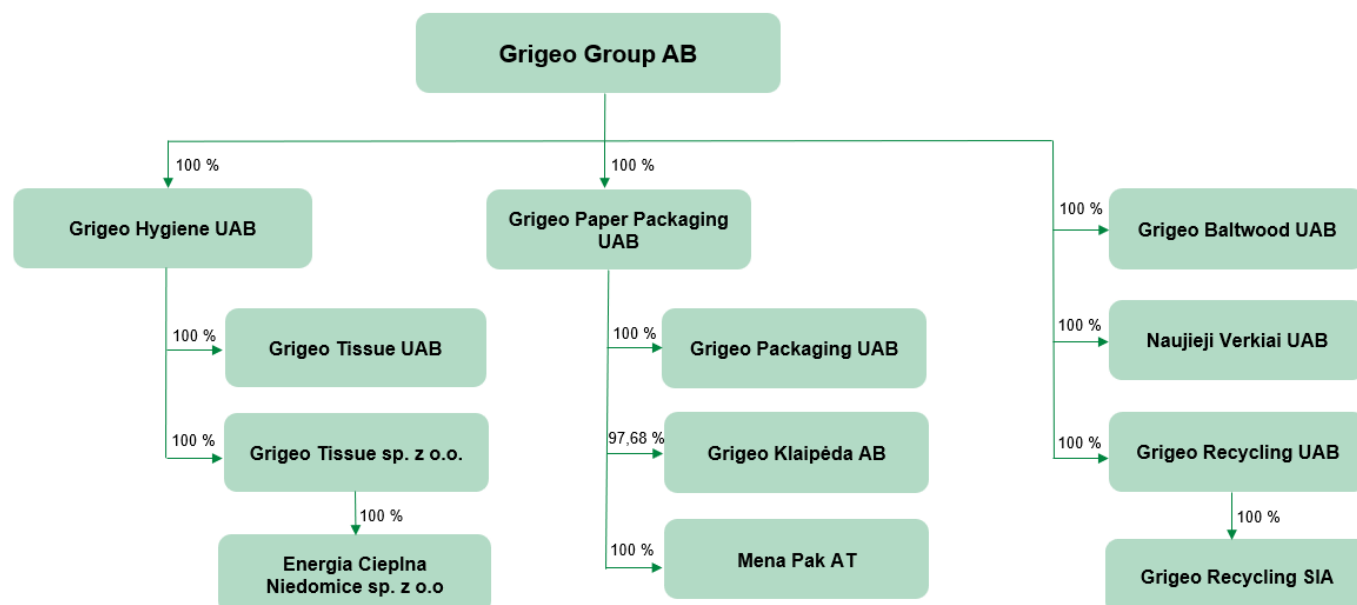 Grigeo Group AB
100 %
100 %
Grigeo Hygiene UAB
Grigeo Paper Packaging
UAB
100 %
Grigeo Baltwood UAB
100 %
Grigeo Tissue UAB
100 %
Grigeo Packaging UAB
100 %
Naujieji Verkiai UAB
100 %
Grigeo Tissue sp. z o.o.
97,68 %
Grigeo Klaipėda AB
100 %
Grigeo Recycling UAB
100 %
Energia Cieplna
Niedomice sp. z o.o
100 %
Mena Pak AT
100 %
Grigeo Recycling SIA